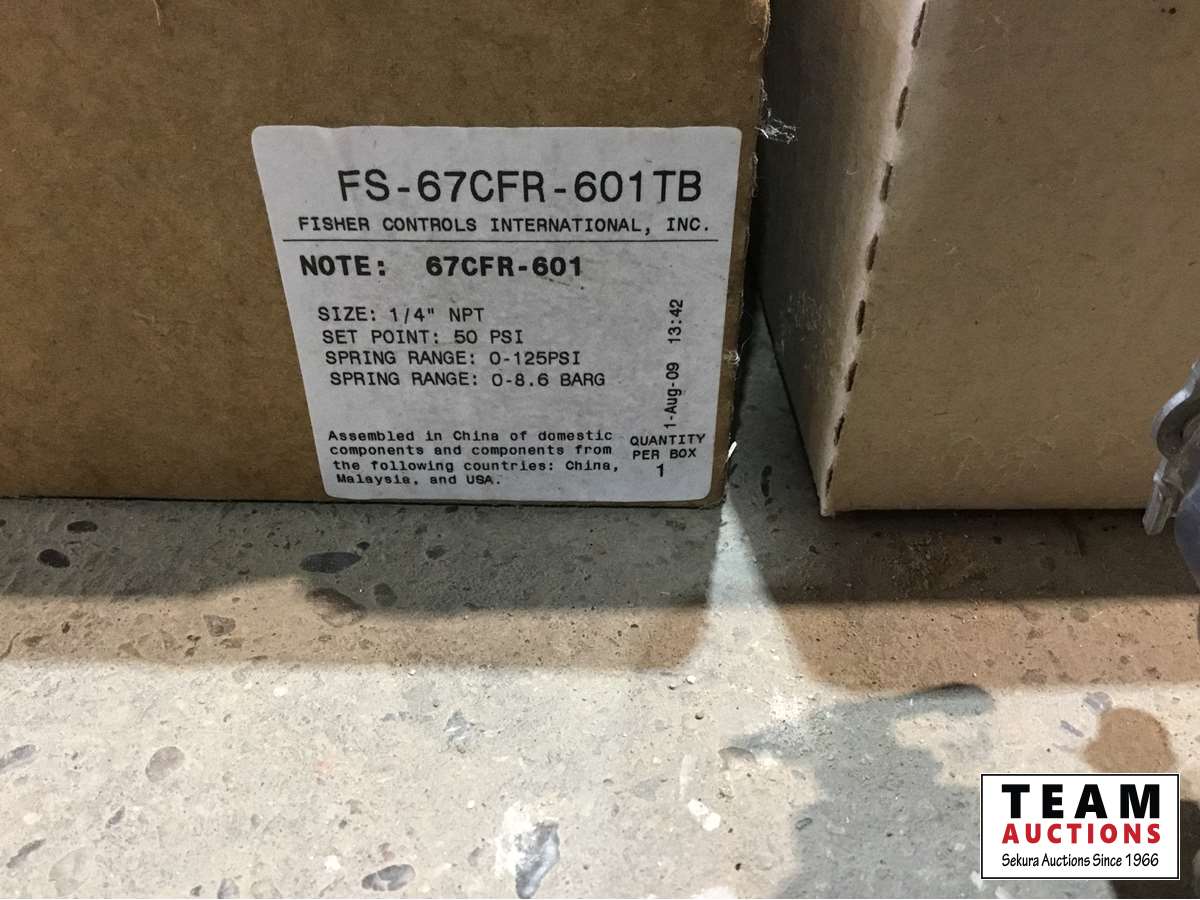 FS-67CFR-601TB
FISHER CONTROLS INTERNATIONAL, INC.
NOTE: 67CFR-601
SIZE: 1/4" NPT
SET POINT: 50 PSI
SPRING RANGE: 0-125PSI
SPRING RANGE: 0-8.6 BARG
1-Aug-09 13:42
Assembled in China of domestic
components and components from
the following countries: China,
Malaysia, and USA.
QUANTITY
PER BOX
1
TEAM
AUCTIONS
Sekura Auctions Since 1966